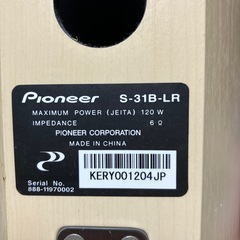 Pioneer S-31B-LR
MAXIMUM POWER (JEITA) 120 W
IMPEDANCE 6 Ω
PIONEER CORPORATION
MADE IN CHINA
KERY001204JP
Serial No.
888-11970002